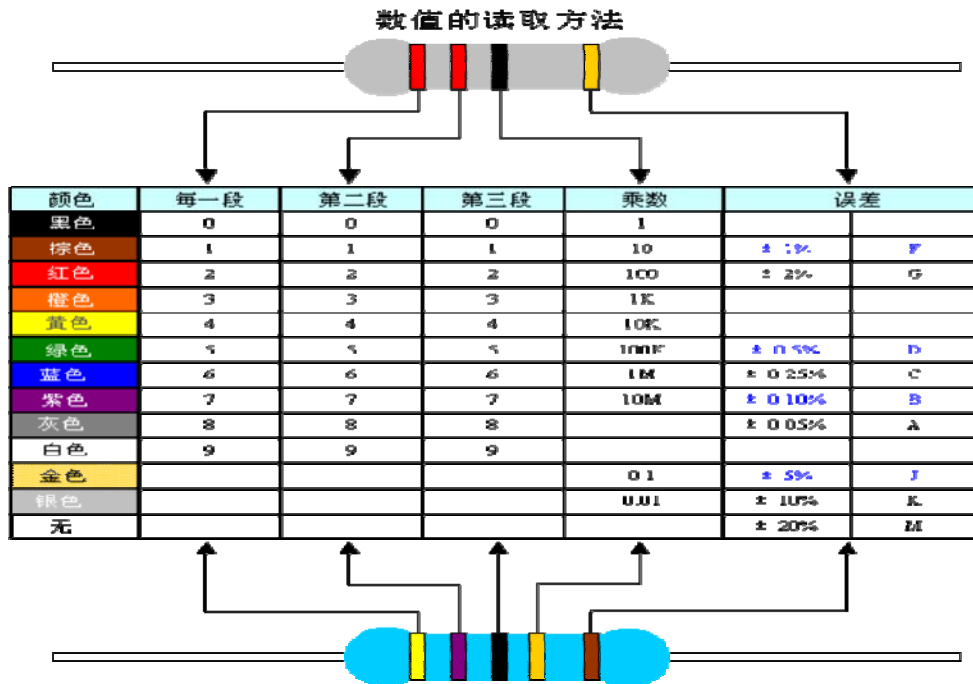 数值的读取方法
颜色 每一段 第二段 第三段 乘数 误差
黑色 0 0 0 1
棕色 1 1 1 10 ± 1% F
红色 2 2 2 100 ± 2% G
橙色 3 3 3 1K
黄色 4 4 4 10K
绿色 5 5 5 100K ± 0.5% D
蓝色 6 6 6 1M ± 0.25% C
紫色 7 7 7 10M ± 0.10% B
灰色 8 8 8 ± 0.05% A
白色 9 9 9
金色 0.1 ± 5% J
银色 0.01 ± 10% K
无 ± 20% M